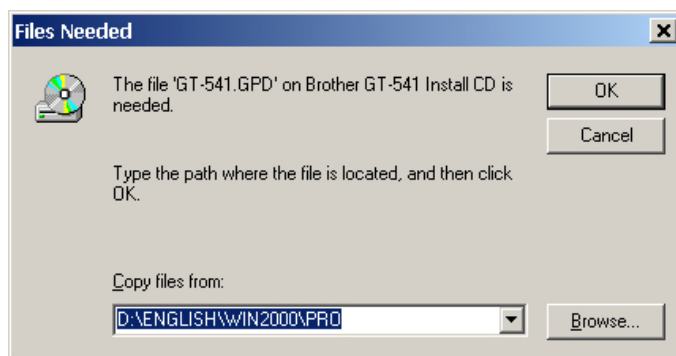 Files Needed
The file 'GT-541.GPD' on Brother GT-541 Install CD is
needed.
OK
Cancel
Type the path where the file is located, and then click
OK.
Copy files from:
D:\ENGLISH\WIN2000\PRO
Browse...